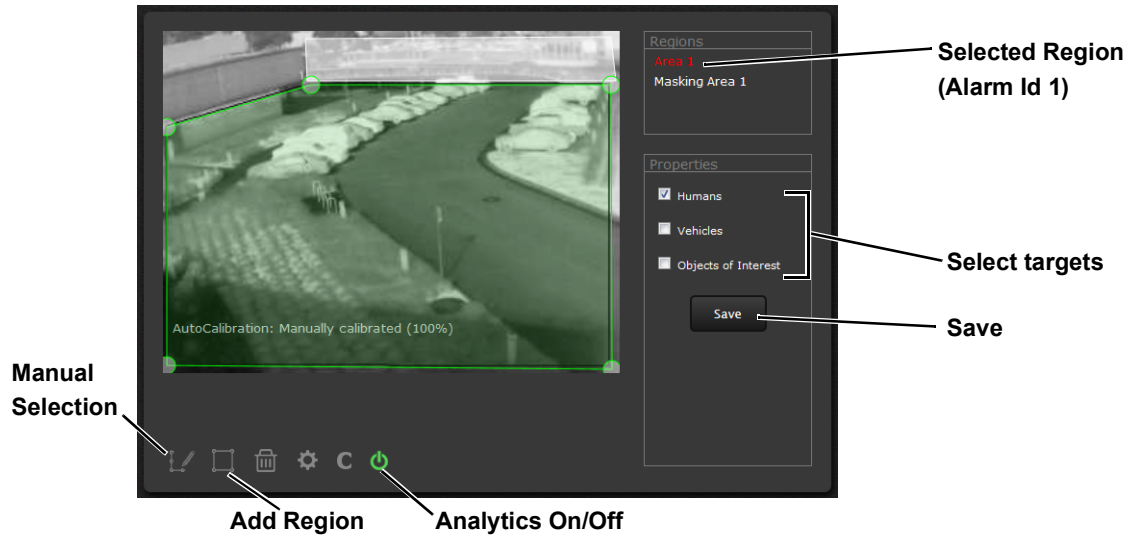 Regions
Area 1
Masking Area 1
Selected Region
(Alarm Id 1)
Properties
Humans
Vehicles
Objects of Interest
Select targets
Save
Save
AutoCalibration: Manually calibrated (100%)
Manual
Selection
C
Add Region
Analytics On/Off